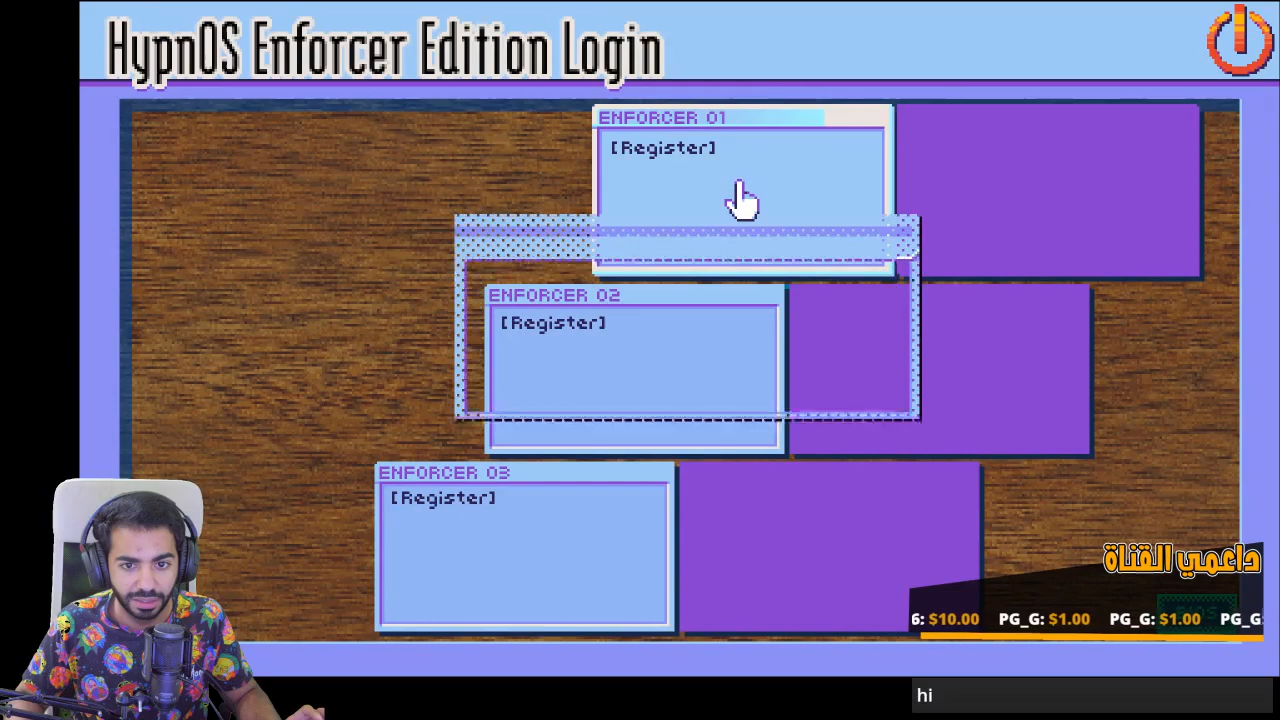 HypnOS Enforcer Edition Login
ENFORCER 01
[Register]
ENFORCER 02
[Register]
ENFORCER 03
[Register]
داعمي القناة
6: $10.00 PG_G: $1.00 PG_G: $1.00 PG_G:
hi